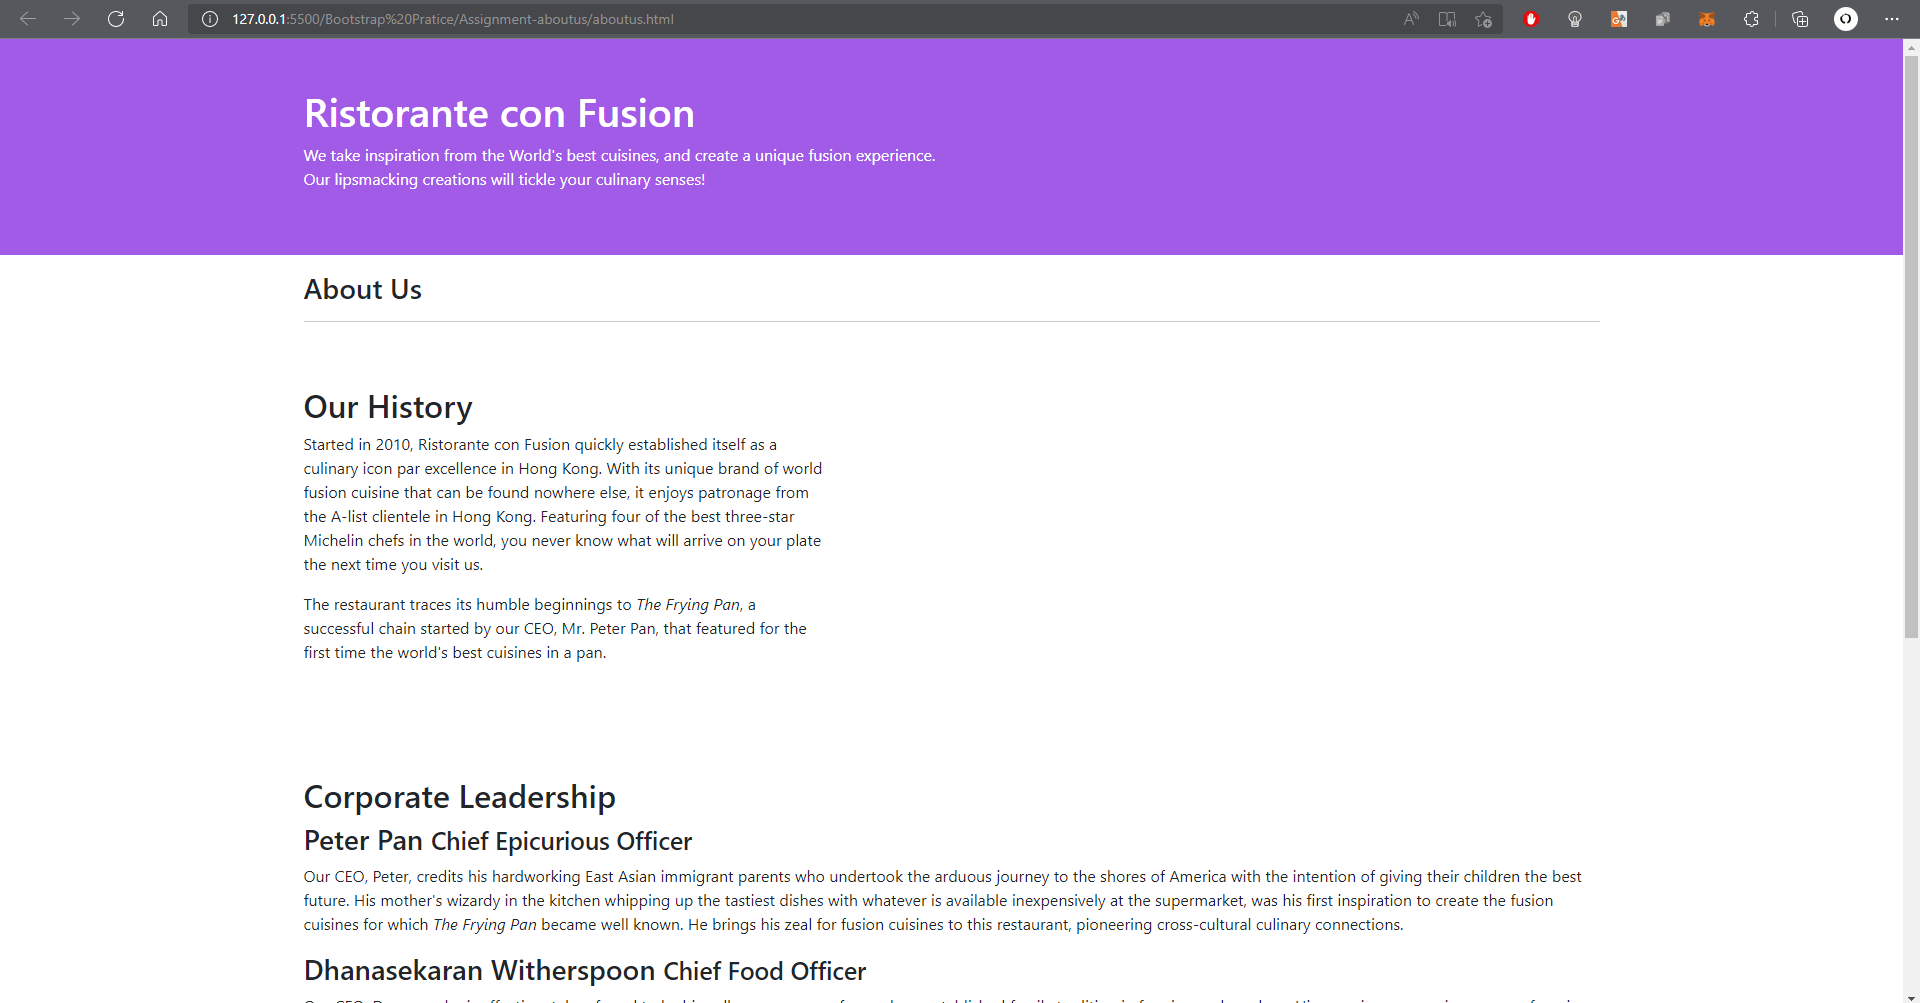 127.0.0.1:5500/Bootstrap%20Pratice/Assignment-aboutus/aboutus.html
Ristorante con Fusion
We take inspiration from the World's best cuisines, and create a unique fusion experience.
Our lipsmacking creations will tickle your culinary senses!
About Us
Our History
Started in 2010, Ristorante con Fusion quickly established itself as a
culinary icon par excellence in Hong Kong. With its unique brand of world
fusion cuisine that can be found nowhere else, it enjoys patronage from
the A-list clientele in Hong Kong. Featuring four of the best three-star
Michelin chefs in the world, you never know what will arrive on your plate
the next time you visit us.
The restaurant traces its humble beginnings to The Frying Pan, a
successful chain started by our CEO, Mr. Peter Pan, that featured for the
first time the world's best cuisines in a pan.
Corporate Leadership
Peter Pan Chief Epicurious Officer
Our CEO, Peter, credits his hardworking East Asian immigrant parents who undertook the arduous journey to the shores of America with the intention of giving their children the best
future. His mother's wizardy in the kitchen whipping up the tastiest dishes with whatever is available inexpensively at the supermarket, was his first inspiration to create the fusion
cuisines for which The Frying Pan became well known. He brings his zeal for fusion cuisines to this restaurant, pioneering cross-cultural culinary connections.
Dhanasekaran Witherspoon Chief Food Officer